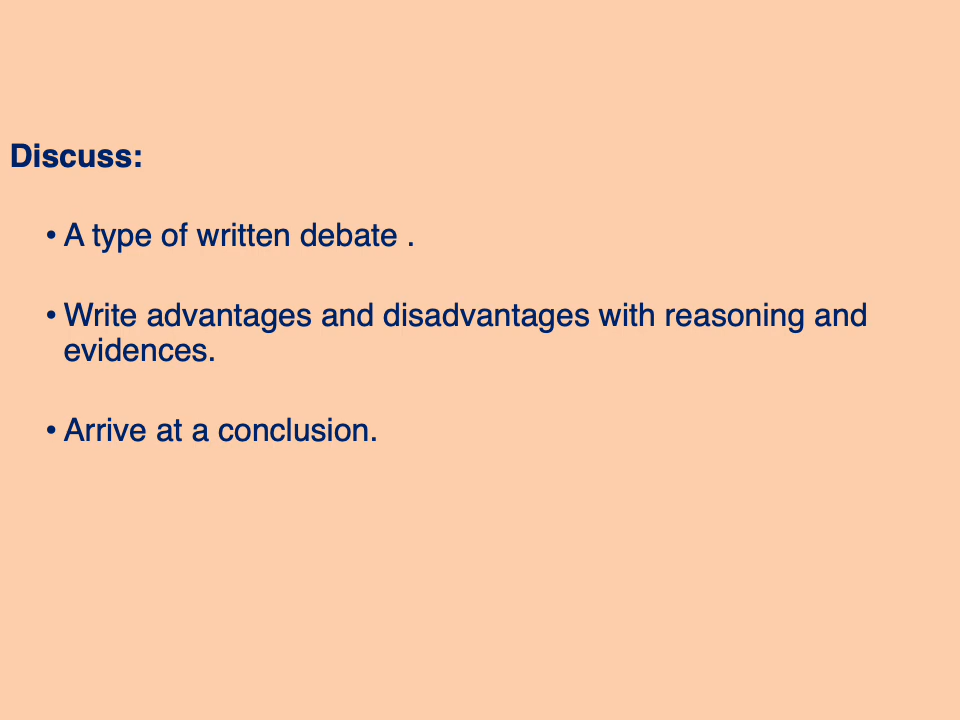 Discuss:
• A type of written debate .
• Write advantages and disadvantages with reasoning and
evidences.
• Arrive at a conclusion.